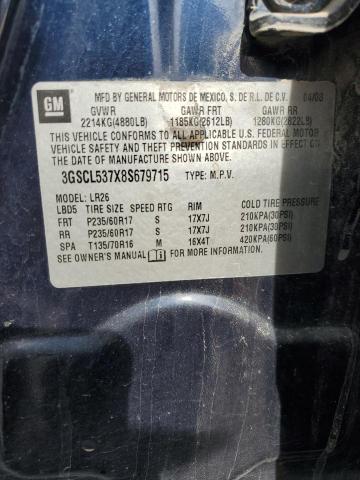 GM
MFD BY GENERAL MOTORS DE MEXICO, S. DE R.L. DE C.V. 04/08
GVWR GAWR FRT GAWR RR
2214KG(4880LB) 1185KG(2612LB) 1280KG(2822LB)
THIS VEHICLE CONFORMS TO ALL APPLICABLE U.S. FEDERAL MOTOR
VEHICLE SAFETY AND THEFT PREVENTION STANDARDS IN EFFECT ON
THE DATE OF MANUFACTURE SHOWN ABOVE.
3GSCL537X8S679715 TYPE: M.P.V.
MODEL: LR26
LBD5 TIRE SIZE SPEED RTG RIM COLD TIRE PRESSURE
FRT P235/60R17 S 17X7J 210KPA(30PSI)
RR P235/60R17 S 17X7J 210KPA(30PSI)
SPA T135/70R16 M 16X4T 420KPA(60PSI)
SEE OWNER'S MANUAL FOR MORE INFORMATION.